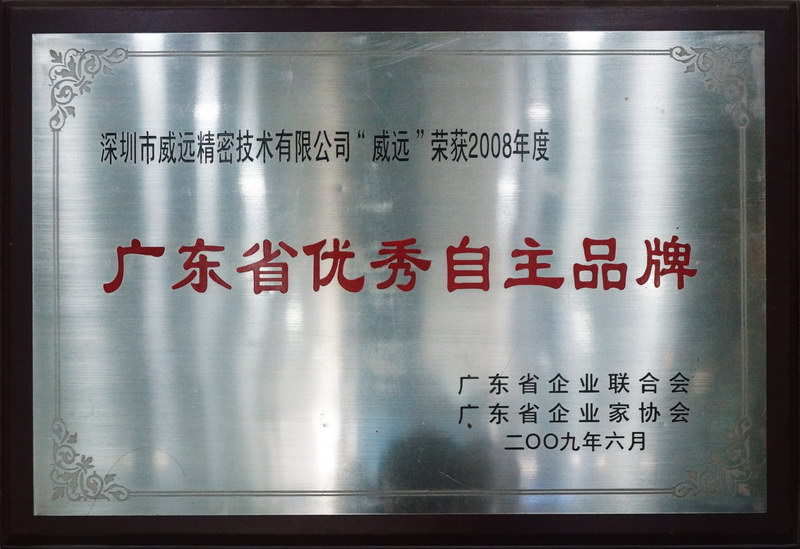 深圳市威远精密技术有限公司“威远”荣获2008年度
广东省优秀自主品牌
广东省企业联合会
广东省企业家协会
二〇〇九年六月